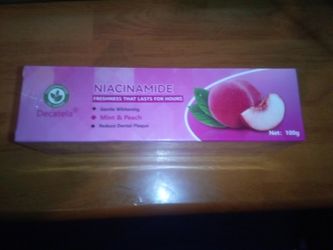 Decatelo®
NIACINAMIDE
FRESHNESS THAT LASTS FOR HOURS
Gentle Whitening
Mint & Peach
Reduce Dental Plaque
Net: 100g